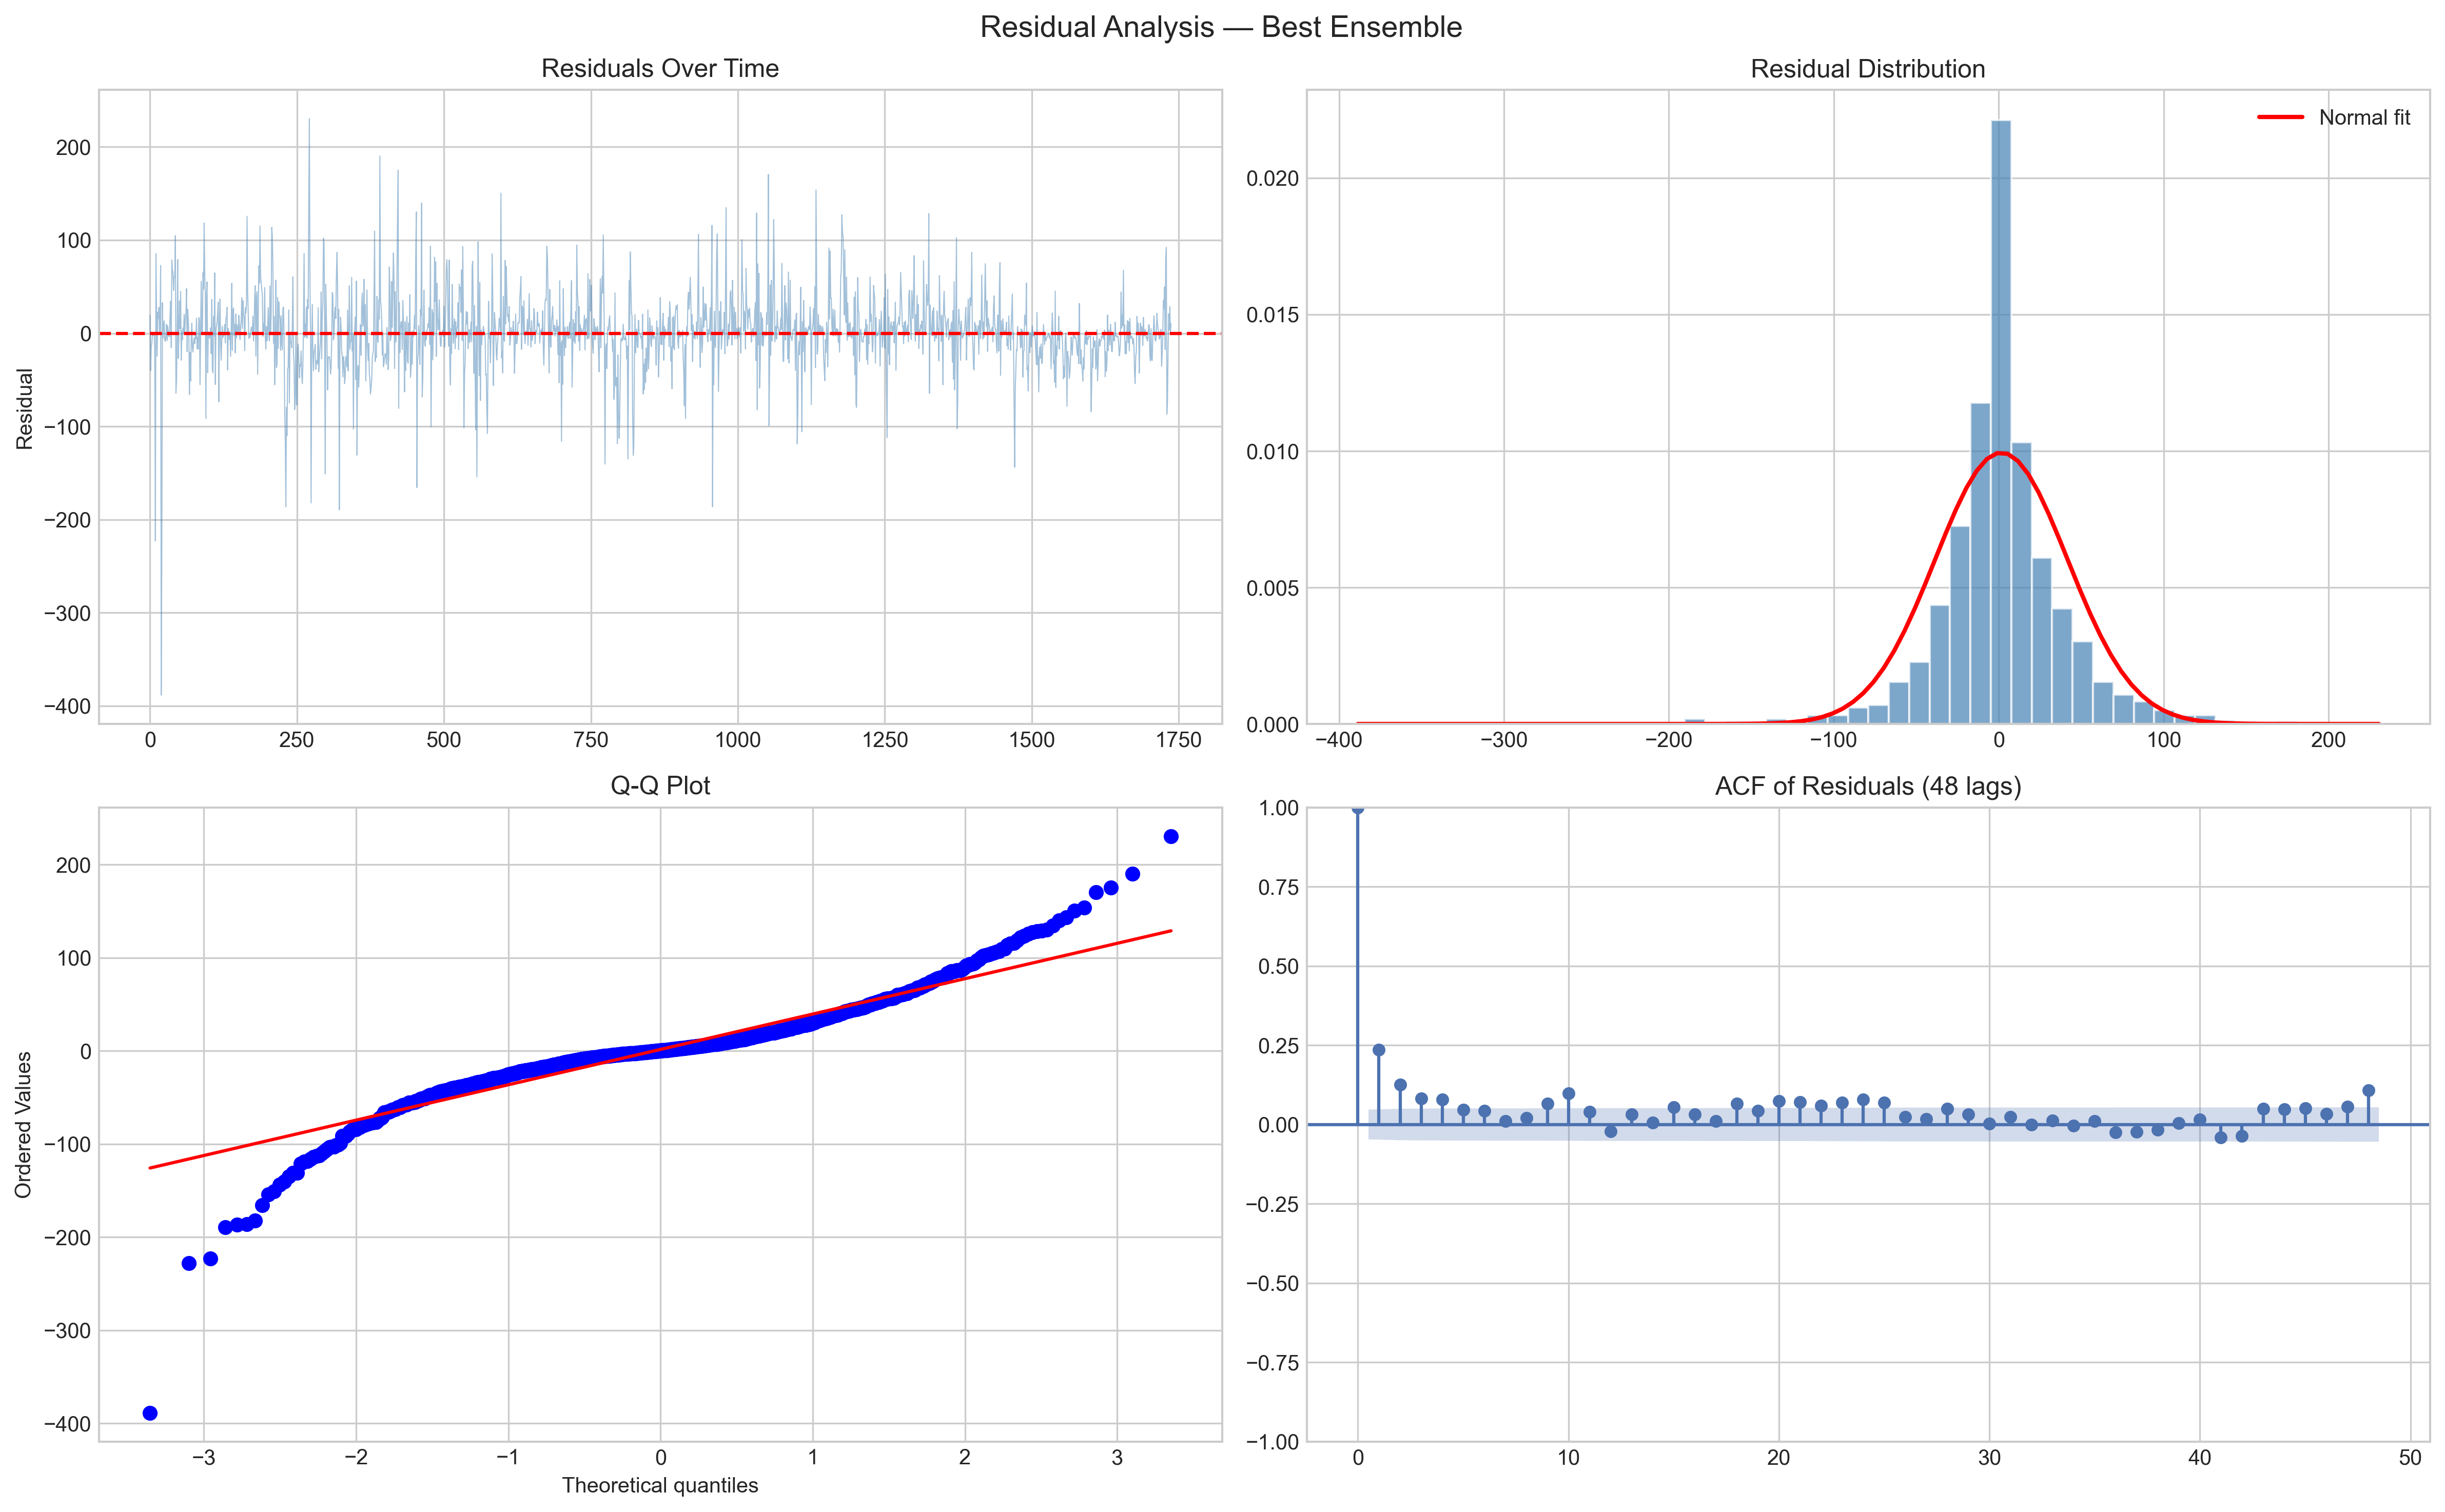 Residual Analysis — Best Ensemble
Residuals Over Time
Residual
200
100
0
−100
−200
−300
−400
0 250 500 750 1000 1250 1500 1750
Residual Distribution
Normal fit
0.020
0.015
0.010
0.005
0.000
−400 −300 −200 −100 0 100 200
Q-Q Plot
Ordered Values
200
100
0
−100
−200
−300
−400
−3 −2 −1 0 1 2 3
Theoretical quantiles
ACF of Residuals (48 lags)
1.00
0.75
0.50
0.25
0.00
−0.25
−0.50
−0.75
−1.00
0 10 20 30 40 50